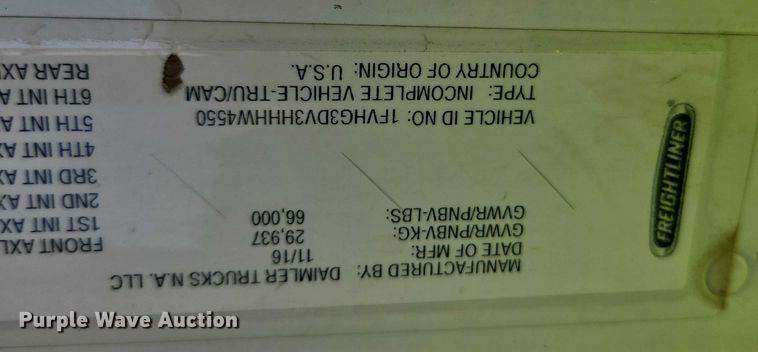 FREIGHTLINER
MANUFACTURED BY: DAIMLER TRUCKS N.A. LLC
DATE OF MFR: 11/16
GVWR/PNBV-KG: 29,937
GVWR/PNBV-LBS: 66,000
VEHICLE ID NO: 1FVHG3DV3HHHW4550
TYPE: INCOMPLETE VEHICLE-TRU/CAM
COUNTRY OF ORIGIN: U.S.A.
FRONT AXL
1ST INT AX
2ND INT AX
3RD INT AX
4TH INT A
5TH INT A
6TH INT A
REAR AXL
Purple Wave Auction